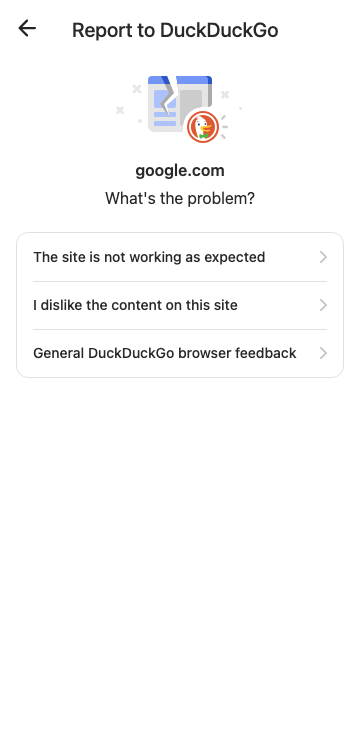 Report to DuckDuckGo
google.com
What's the problem?
The site is not working as expected
I dislike the content on this site
General DuckDuckGo browser feedback